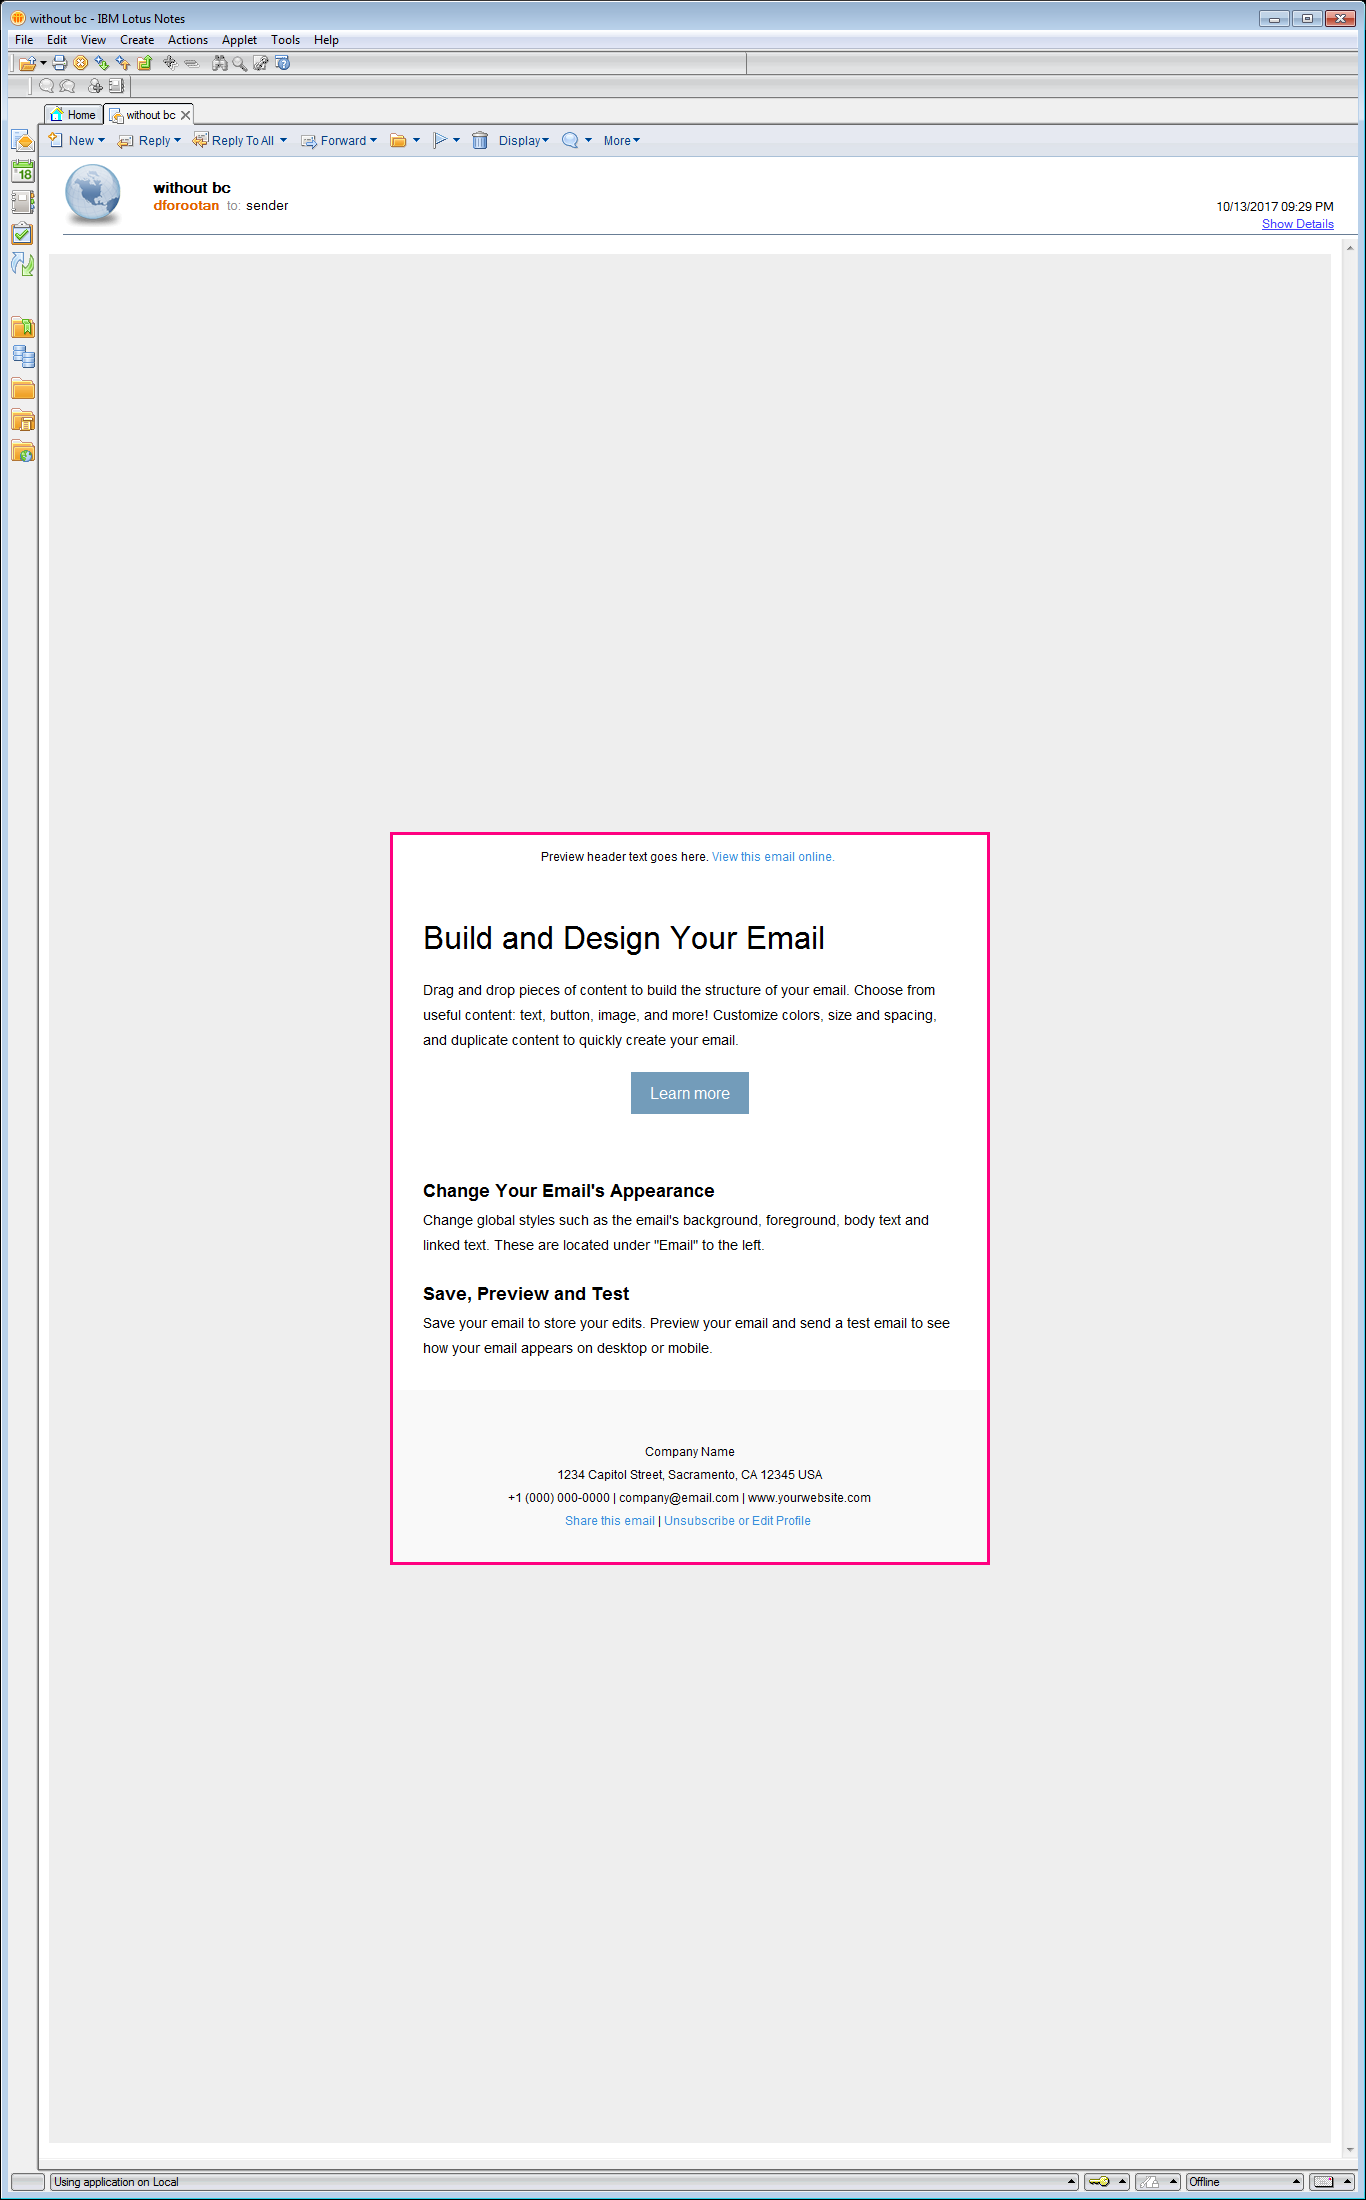 without bc - IBM Lotus Notes
File Edit View Create Actions Applet Tools Help
Home without bc
New Reply Reply To All Forward Display More
18
without bc
dforootan to: sender
10/13/2017 09:29 PM
Show Details
Preview header text goes here. View this email online.
Build and Design Your Email
Drag and drop pieces of content to build the structure of your email. Choose from
useful content: text, button, image, and more! Customize colors, size and spacing,
and duplicate content to quickly create your email.
Learn more
Change Your Email's Appearance
Change global styles such as the email's background, foreground, body text and
linked text. These are located under "Email" to the left.
Save, Preview and Test
Save your email to store your edits. Preview your email and send a test email to see
how your email appears on desktop or mobile.
Company Name
1234 Capitol Street, Sacramento, CA 12345 USA
+1 (000) 000-0000 | company@email.com | www.yourwebsite.com
Share this email | Unsubscribe or Edit Profile
Using application on Local Offline